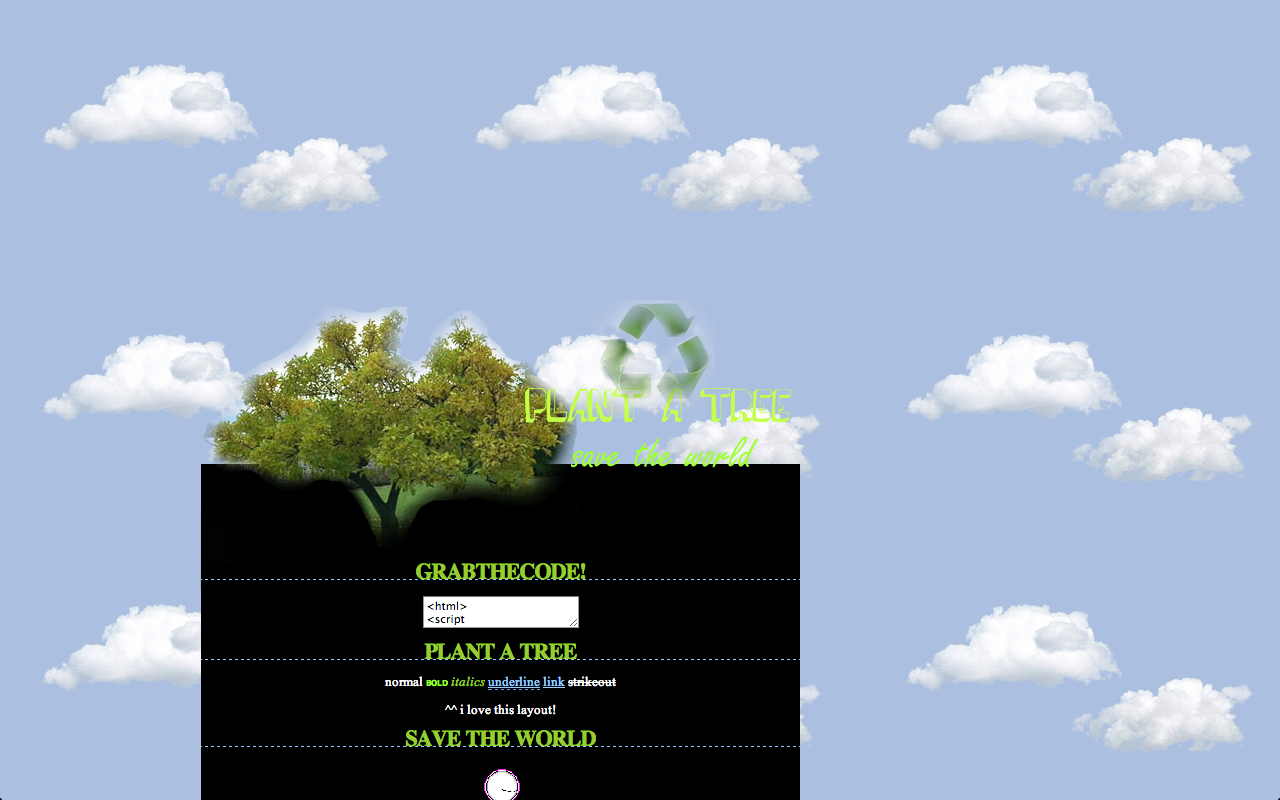 PLANT A TREE
save the world
GRABTHECODE!
<html>
<script
PLANT A TREE
normal BOLD italics underline link strikeout
^^ i love this layout!
SAVE THE WORLD